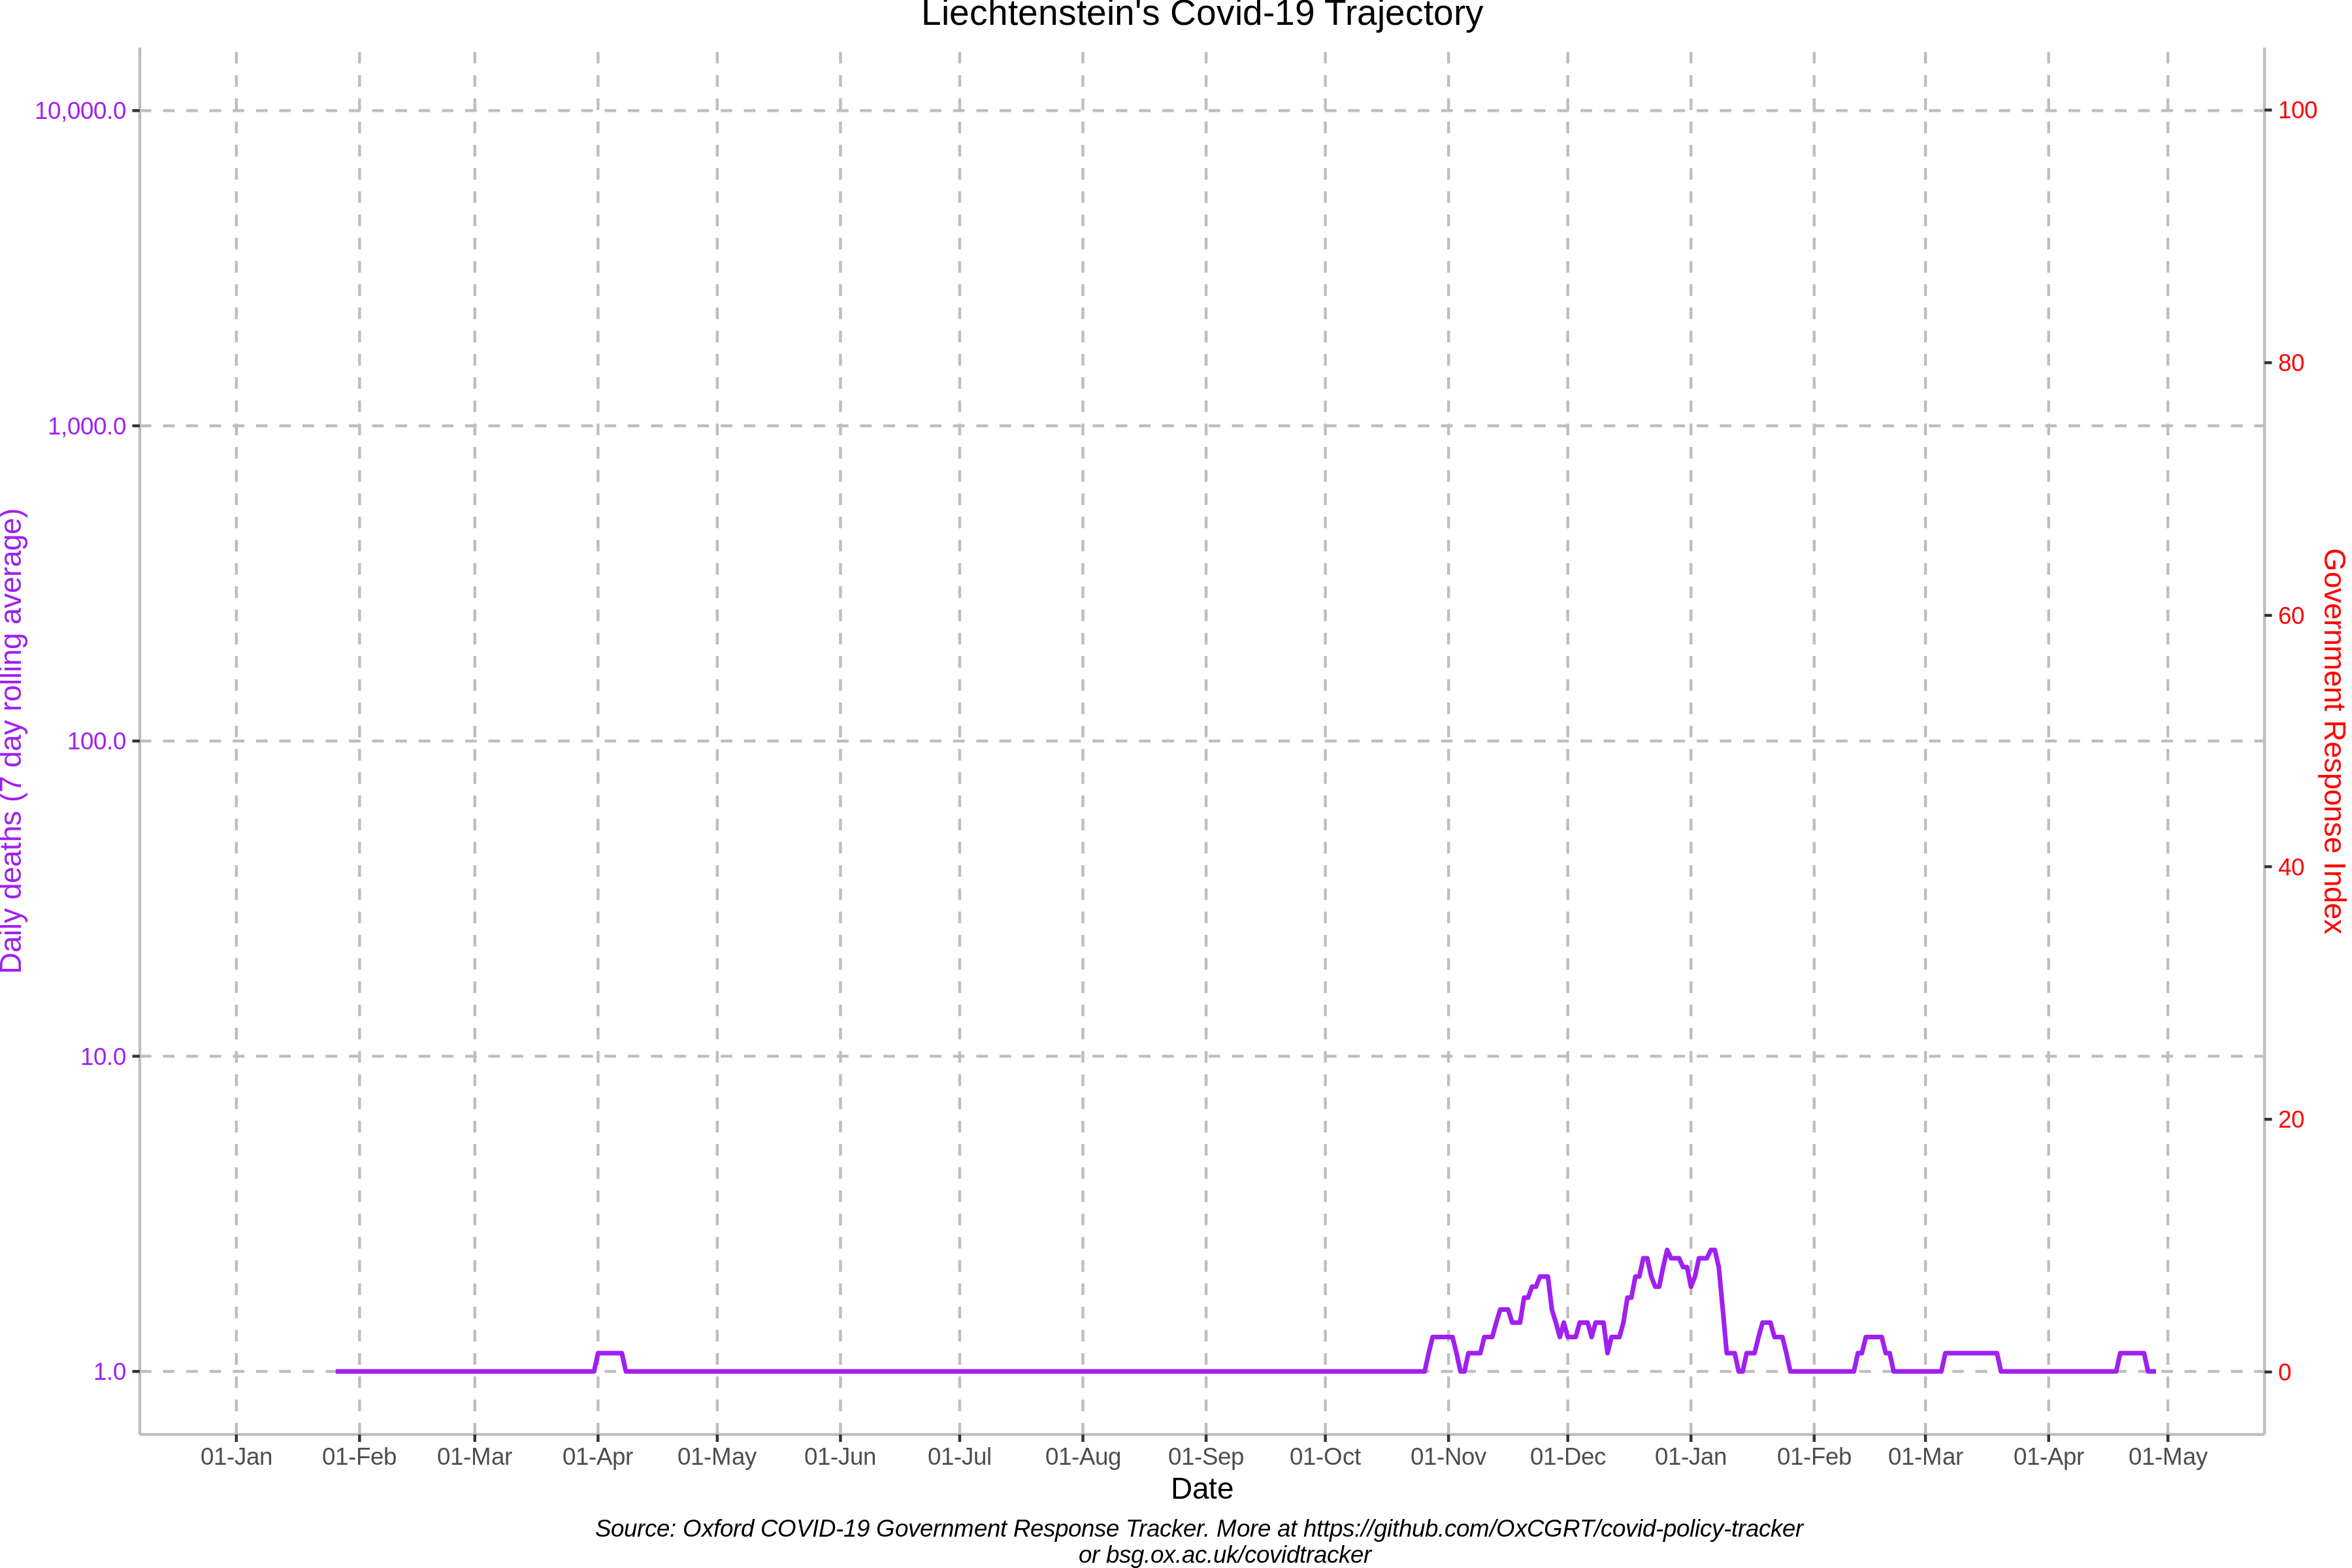 Liechtenstein's Covid-19 Trajectory
10,000.0
1,000.0
100.0
10.0
1.0
Daily deaths (7 day rolling average)
100
80
60
40
20
0
Government Response Index
01-Jan 01-Feb 01-Mar 01-Apr 01-May 01-Jun 01-Jul 01-Aug 01-Sep 01-Oct 01-Nov 01-Dec 01-Jan 01-Feb 01-Mar 01-Apr 01-May
Date
Source: Oxford COVID-19 Government Response Tracker. More at https://github.com/OxCGRT/covid-policy-tracker
or bsg.ox.ac.uk/covidtracker